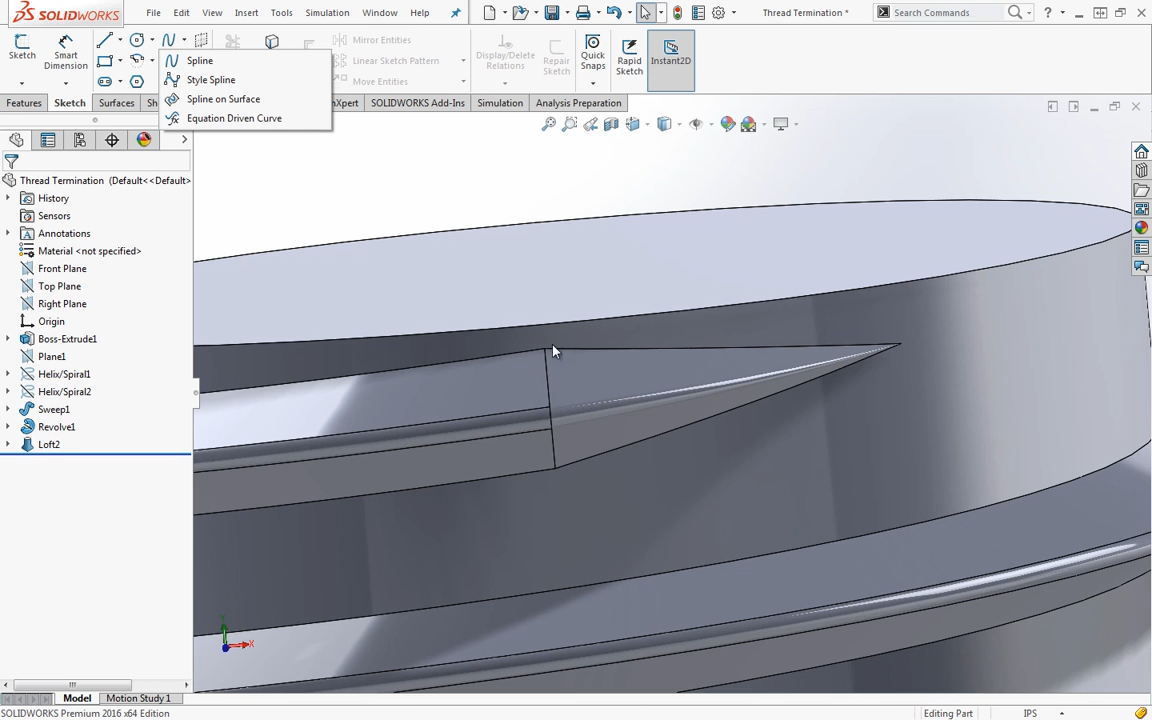 SOLIDWORKS File Edit View Insert Tools Simulation Window Help Thread Termination * Search Commands
Sketch Smart Dimension Mirror Entities Linear Sketch Pattern Move Entities Display/Delete Relations Repair Sketch Quick Snaps Rapid Sketch Instant2D
Spline
Style Spline
Spline on Surface
Equation Driven Curve
Features Sketch Surfaces Sh xpert SOLIDWORKS Add-Ins Simulation Analysis Preparation
Thread Termination (Default<<Default>
History
Sensors
Annotations
Material <not specified>
Front Plane
Top Plane
Right Plane
Origin
Boss-Extrude1
Plane1
Helix/Spiral1
Helix/Spiral2
Sweep1
Revolve1
Loft2
Y
X
Model Motion Study 1
SOLIDWORKS Premium 2016 x64 Edition Editing Part IPS